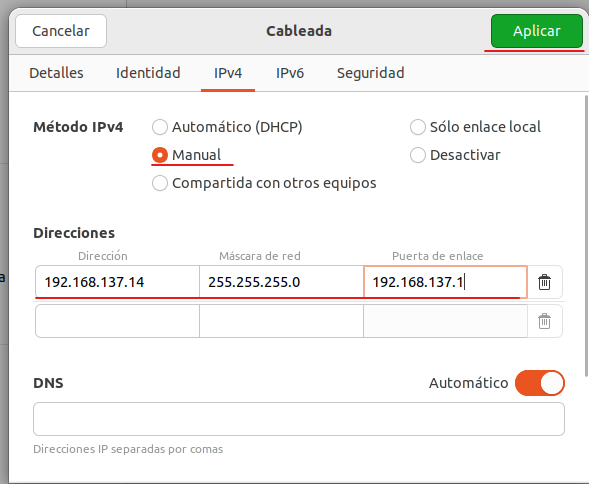 Cancelar Cableada Aplicar
Detalles Identidad IPv4 IPv6 Seguridad
Método IPv4 Automático (DHCP) Sólo enlace local
Manual Desactivar
Compartida con otros equipos
Direcciones
Dirección Máscara de red Puerta de enlace
192.168.137.14 255.255.255.0 192.168.137.1
DNS Automático
Direcciones IP separadas por comas
a